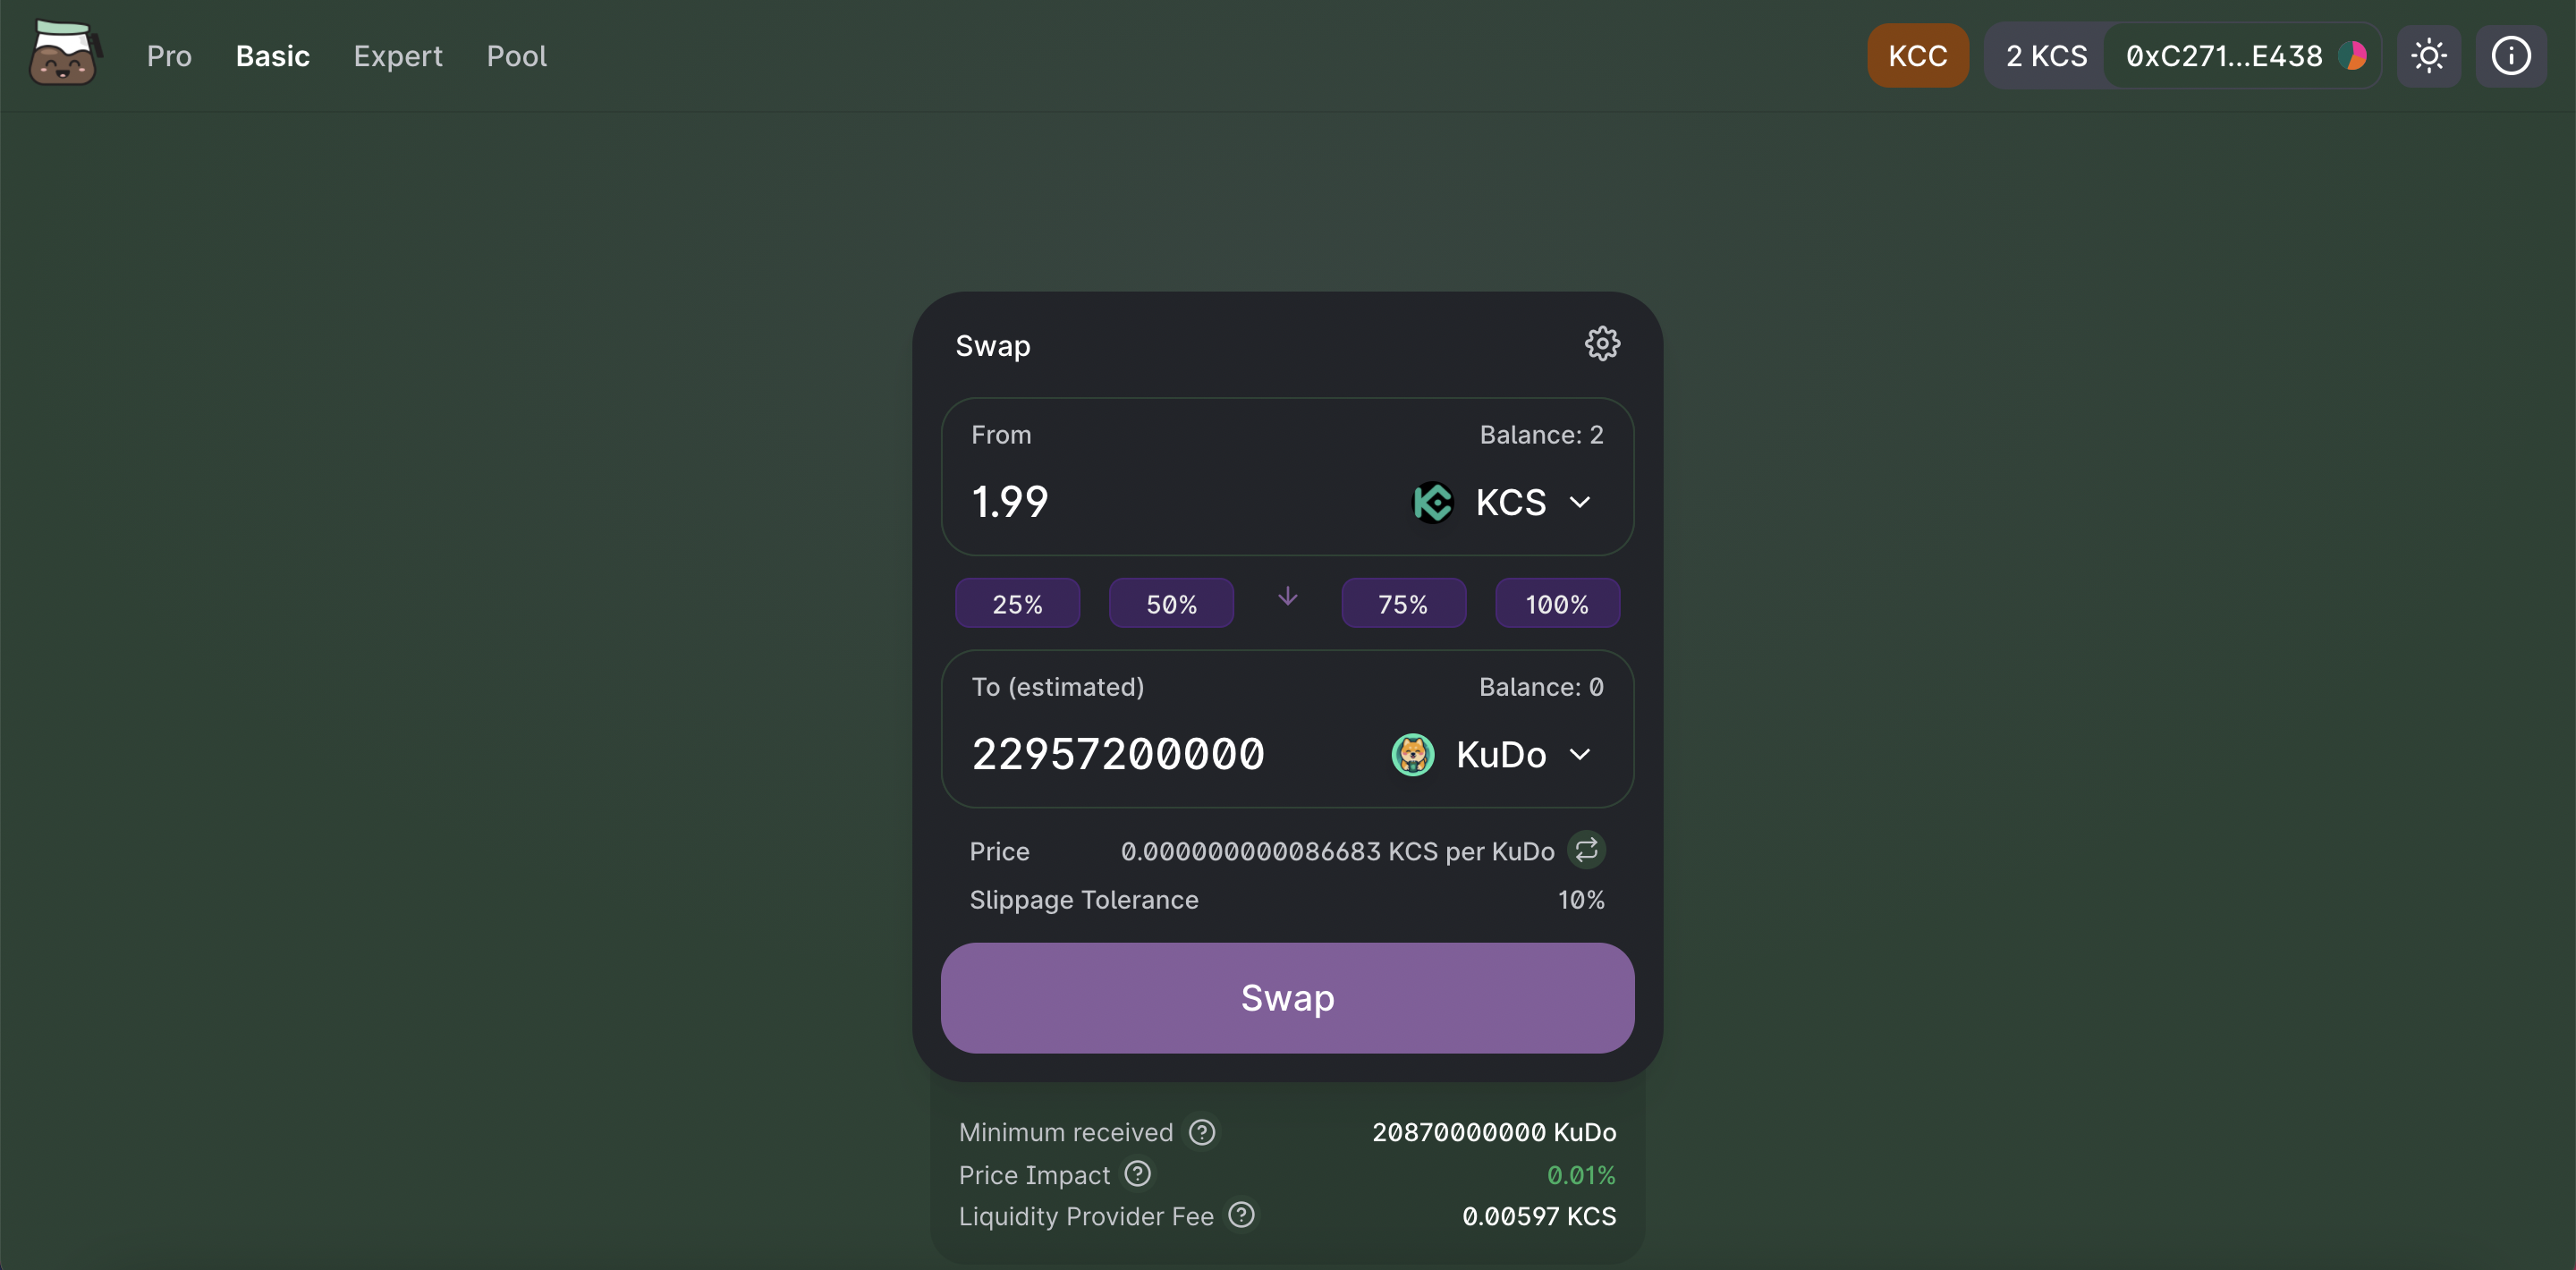 Pro Basic Expert Pool KCC 2 KCS 0xC271...E438
Swap
From Balance: 2
1.99 KCS
25% 50% 75% 100%
To (estimated) Balance: 0
22957200000 KuDo
Price 0.000000000086683 KCS per KuDo
Slippage Tolerance 10%
Swap
Minimum received 20870000000 KuDo
Price Impact 0.01%
Liquidity Provider Fee 0.00597 KCS